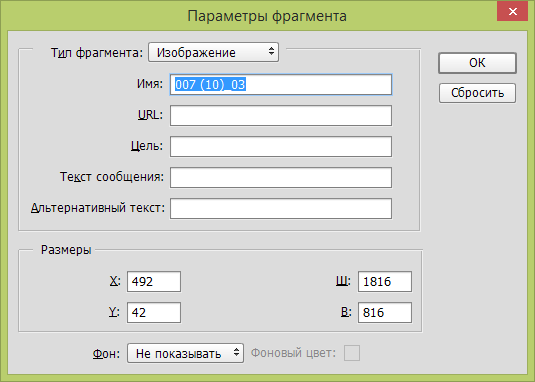 Параметры фрагмента
Тип фрагмента: Изображение
ОК
Имя: 007 (10)_03
Сбросить
URL:
Цель:
Текст сообщения:
Альтернативный текст:
Размеры
X: 492 Ш: 1816
Y: 42 В: 816
Фон: Не показывать Фоновый цвет: